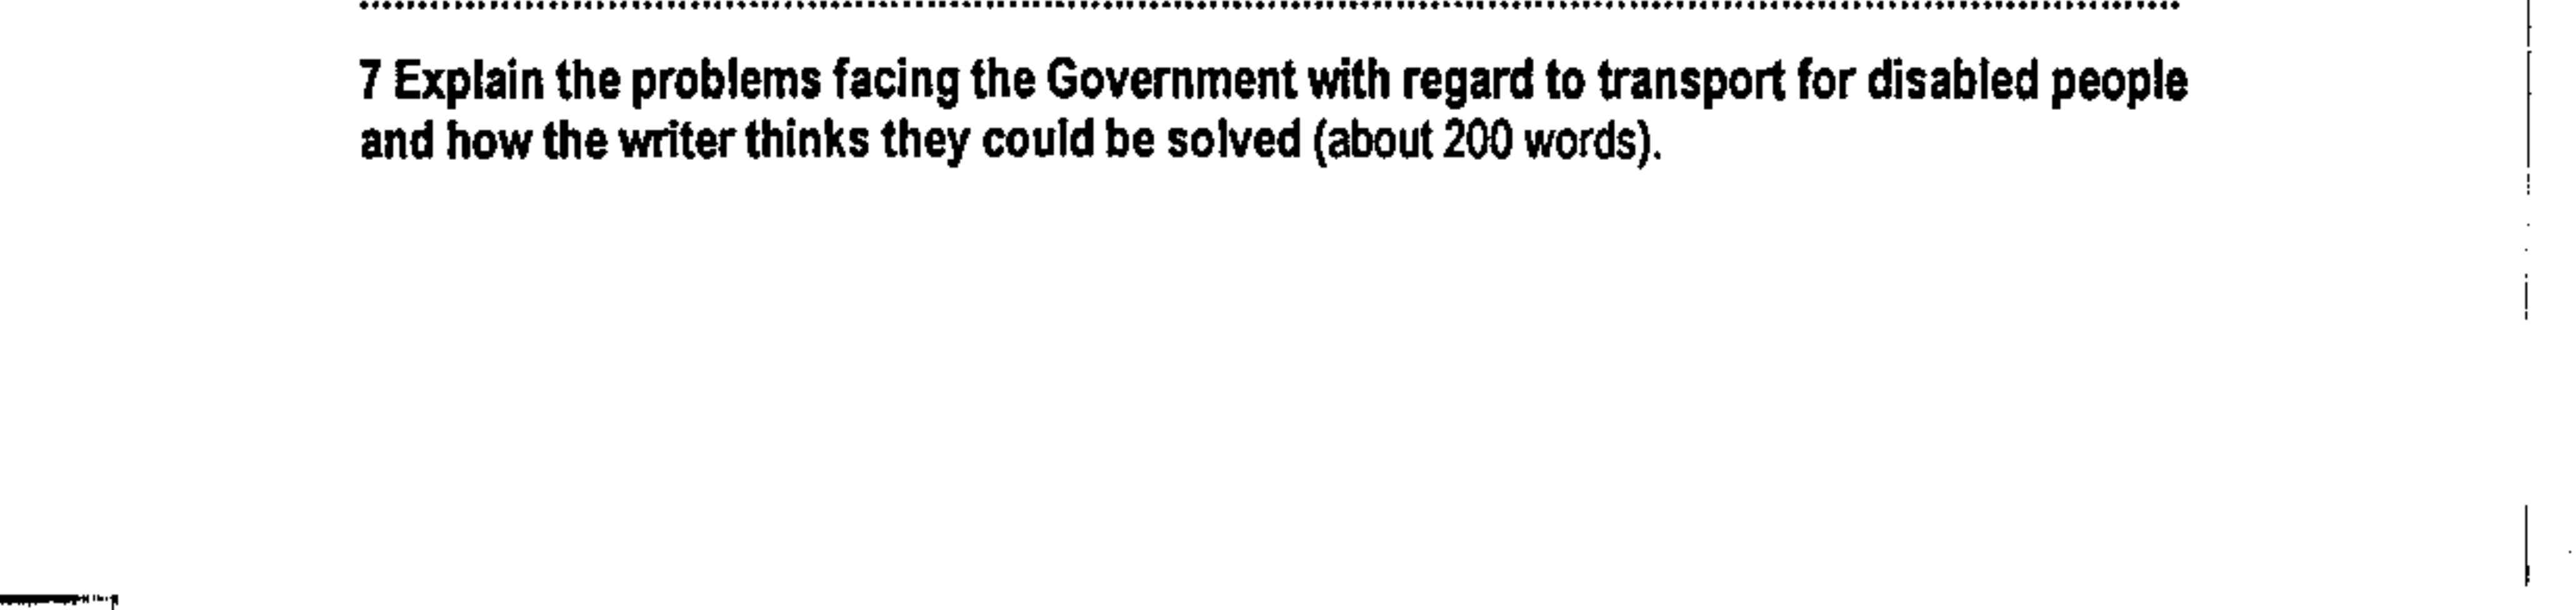 7 Explain the problems facing the Government with regard to transport for disabled people
and how the writer thinks they could be solved (about 200 words).